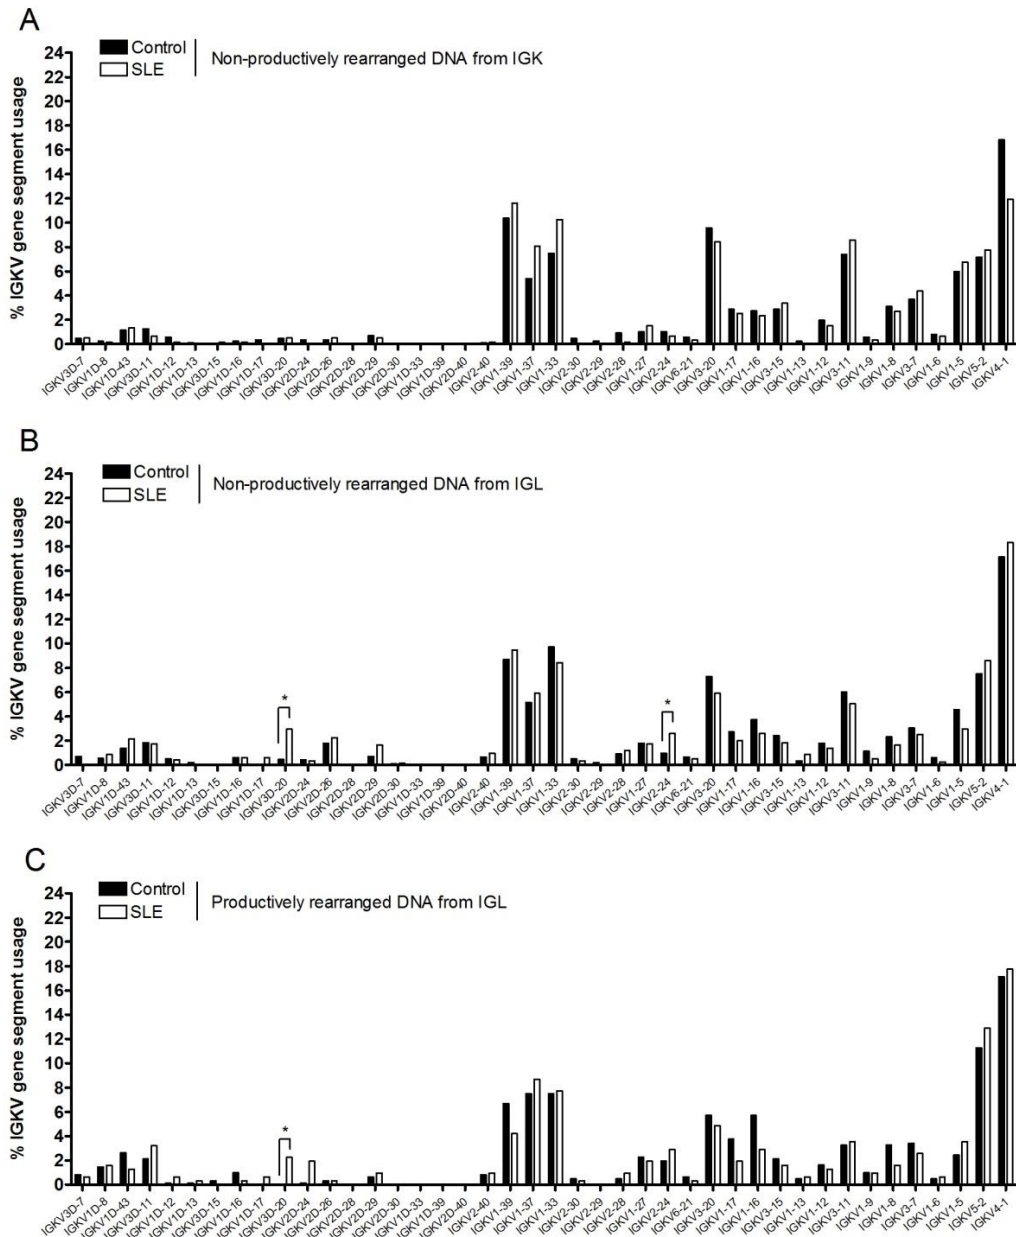 A
Control
SLE
Non-productively rearranged DNA from IGK
% IGKV gene segment usage
24
22
20
18
16
14
12
10
8
6
4
2
0
IGKV3D-7 IGKV1D-8 IGKV1D-43 IGKV3D-11 IGKV1D-12 IGKV1D-13 IGKV3D-15 IGKV1D-16 IGKV1D-17 IGKV3D-20 IGKV2D-24 IGKV2D-26 IGKV2D-28 IGKV2D-29 IGKV2D-30 IGKV1D-33 IGKV1D-39 IGKV2D-40 IGKV2-40 IGKV1-39 IGKV1-37 IGKV1-33 IGKV2-30 IGKV2-29 IGKV2-28 IGKV1-27 IGKV2-24 IGKV6-21 IGKV3-20 IGKV1-17 IGKV1-16 IGKV3-15 IGKV1-13 IGKV1-12 IGKV3-11 IGKV1-9 IGKV1-8 IGKV3-7 IGKV1-6 IGKV1-5 IGKV5-2 IGKV4-1
B
Control
SLE
Non-productively rearranged DNA from IGL
% IGKV gene segment usage
24
22
20
18
16
14
12
10
8
6
4
2
0
*
*
IGKV3D-7 IGKV1D-8 IGKV1D-43 IGKV3D-11 IGKV1D-12 IGKV1D-13 IGKV3D-15 IGKV1D-16 IGKV1D-17 IGKV3D-20 IGKV2D-24 IGKV2D-26 IGKV2D-28 IGKV2D-29 IGKV2D-30 IGKV1D-33 IGKV1D-39 IGKV2D-40 IGKV2-40 IGKV1-39 IGKV1-37 IGKV1-33 IGKV2-30 IGKV2-29 IGKV2-28 IGKV1-27 IGKV2-24 IGKV6-21 IGKV3-20 IGKV1-17 IGKV1-16 IGKV3-15 IGKV1-13 IGKV1-12 IGKV3-11 IGKV1-9 IGKV1-8 IGKV3-7 IGKV1-6 IGKV1-5 IGKV5-2 IGKV4-1
C
Control
SLE
Productively rearranged DNA from IGL
% IGKV gene segment usage
24
22
20
18
16
14
12
10
8
6
4
2
0
*
IGKV3D-7 IGKV1D-8 IGKV1D-43 IGKV3D-11 IGKV1D-12 IGKV1D-13 IGKV3D-15 IGKV1D-16 IGKV1D-17 IGKV3D-20 IGKV2D-24 IGKV2D-26 IGKV2D-28 IGKV2D-29 IGKV2D-30 IGKV1D-33 IGKV1D-39 IGKV2D-40 IGKV2-40 IGKV1-39 IGKV1-37 IGKV1-33 IGKV2-30 IGKV2-29 IGKV2-28 IGKV1-27 IGKV2-24 IGKV6-21 IGKV3-20 IGKV1-17 IGKV1-16 IGKV3-15 IGKV1-13 IGKV1-12 IGKV3-11 IGKV1-9 IGKV1-8 IGKV3-7 IGKV1-6 IGKV1-5 IGKV5-2 IGKV4-1